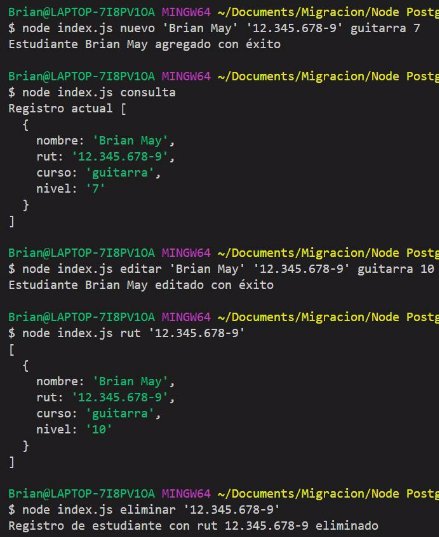 Brian@LAPTOP-7I8PV1OA MINGW64 ~/Documents/Migracion/Node Postg
$ node index.js nuevo 'Brian May' '12.345.678-9' guitarra 7
Estudiante Brian May agregado con éxito
Brian@LAPTOP-7I8PV1OA MINGW64 ~/Documents/Migracion/Node Postg
$ node index.js consulta
Registro actual [
  {
    nombre: 'Brian May',
    rut: '12.345.678-9',
    curso: 'guitarra',
    nivel: '7'
  }
]
Brian@LAPTOP-7I8PV1OA MINGW64 ~/Documents/Migracion/Node Postg
$ node index.js editar 'Brian May' '12.345.678-9' guitarra 10
Estudiante Brian May editado con éxito
Brian@LAPTOP-7I8PV1OA MINGW64 ~/Documents/Migracion/Node Postg
$ node index.js rut '12.345.678-9'
[
  {
    nombre: 'Brian May',
    rut: '12.345.678-9',
    curso: 'guitarra',
    nivel: '10'
  }
]
Brian@LAPTOP-7I8PV1OA MINGW64 ~/Documents/Migracion/Node Postg
$ node index.js eliminar '12.345.678-9'
Registro de estudiante con rut 12.345.678-9 eliminado